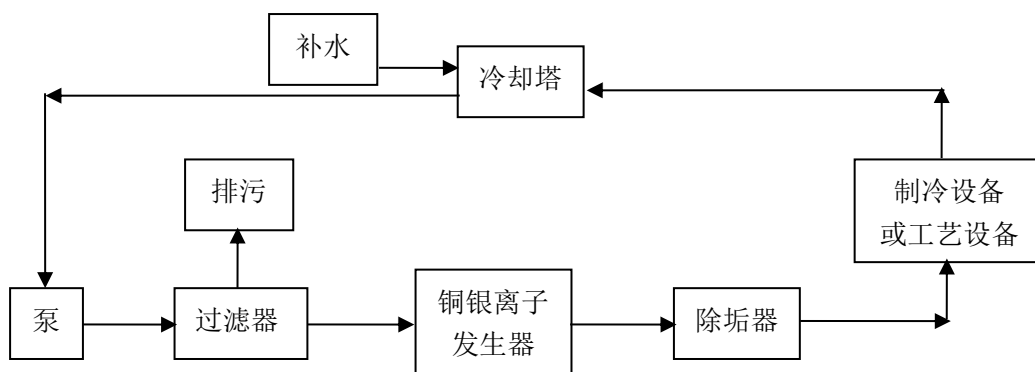 补水
冷却塔
排污
制冷设备
或工艺设备
泵
过滤器
铜银离子
发生器
除垢器